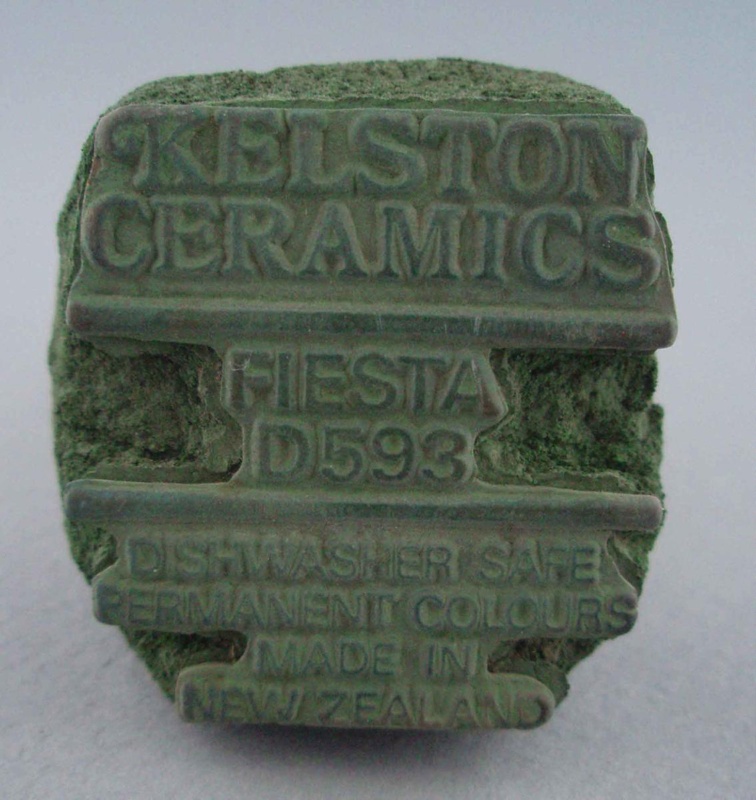 KELSTON
CERAMICS
FIESTA
D593
DISHWASHER SAFE
PERMANENT COLOURS
MADE IN
NEW ZEALAND